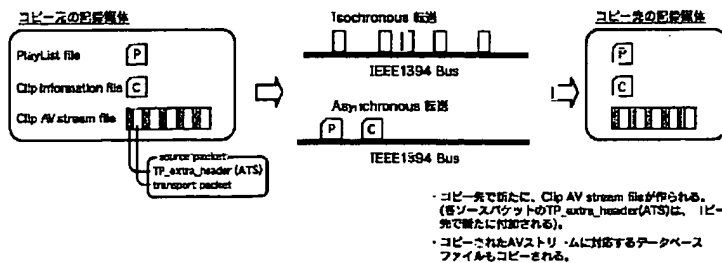 コピー元の記録媒体
PlayList file
P
Clip Information file
C
Clip AV stream file
source packet
TP_extra_header (ATS)
transport packet
Isochronous 転送
IEEE1394 Bus
Asynchronous 転送
P
C
IEEE1394 Bus
コピー先の記録媒体
P
C
・コピー先で新たに、Clip AV stream fileが作られる。
(各ソースパケットのTP_extra_header(ATS)は、 コピー
先で新たに付加される)。
・コピーされたAVストリームに対応するデータベース
ファイルもコピーされる。